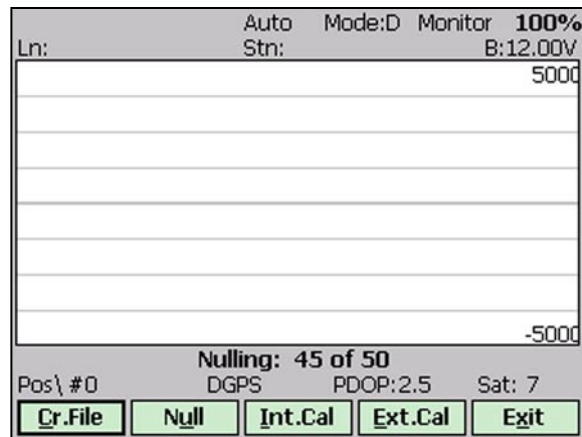 Auto Mode:D Monitor 100%
Ln: Stn: B:12.00V
5000
-5000
Nulling: 45 of 50
Pos\ #0 DGPS PDOP:2.5 Sat: 7
Cr.File Null Int.Cal Ext.Cal Exit